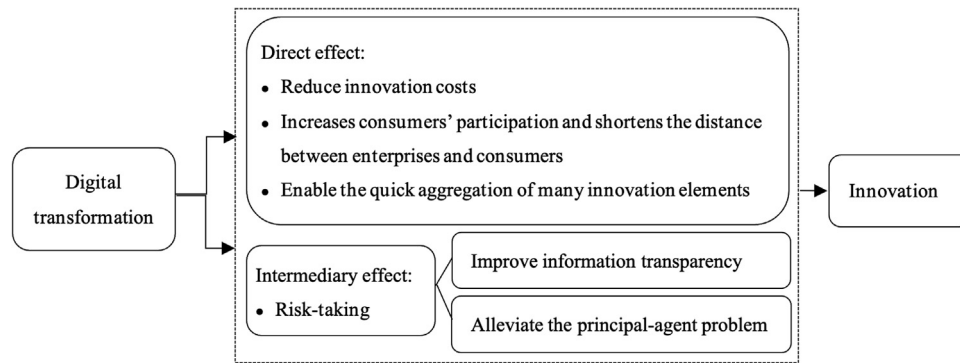 Digital
transformation
Direct effect:
• Reduce innovation costs
• Increases consumers’ participation and shortens the distance
between enterprises and consumers
• Enable the quick aggregation of many innovation elements
Intermediary effect:
• Risk-taking
Improve information transparency
Alleviate the principal-agent problem
Innovation